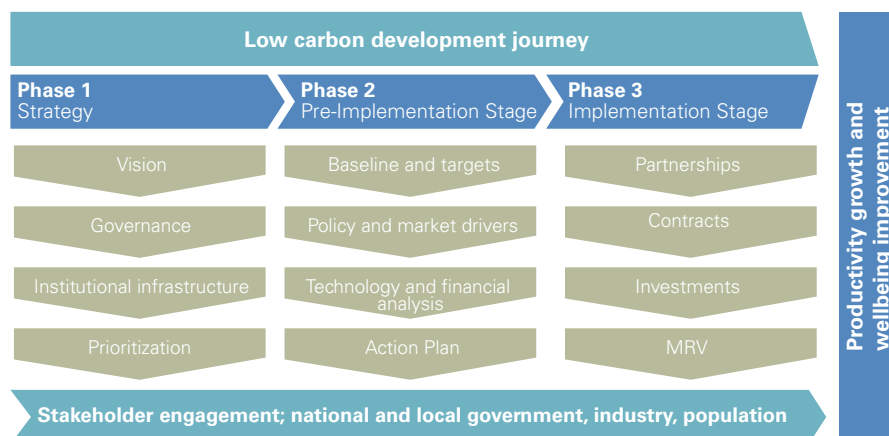 Low carbon development journey
Phase 1
Strategy
Phase 2
Pre-Implementation Stage
Phase 3
Implementation Stage
Vision
Governance
Institutional infrastructure
Prioritization
Baseline and targets
Policy and market drivers
Technology and financial
analysis
Action Plan
Partnerships
Contracts
Investments
MRV
Stakeholder engagement; national and local government, industry, population
Productivity growth and
wellbeing improvement